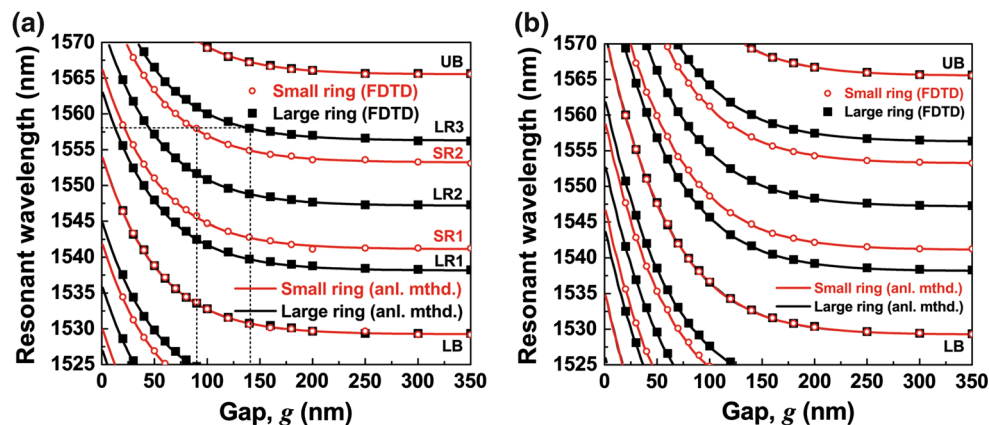 (a)
Resonant wavelength (nm)
1570
1565
1560
1555
1550
1545
1540
1535
1530
1525
UB
Small ring (FDTD)
Large ring (FDTD)
LR3
SR2
LR2
SR1
LR1
Small ring (anl. mthd.)
Large ring (anl. mthd.)
LB
0 50 100 150 200 250 300 350
Gap, g (nm)
(b)
Resonant wavelength (nm)
1570
1565
1560
1555
1550
1545
1540
1535
1530
1525
UB
Small ring (FDTD)
Large ring (FDTD)
Small ring (anl. mthd.)
Large ring (anl. mthd.)
LB
0 50 100 150 200 250 300 350
Gap, g (nm)